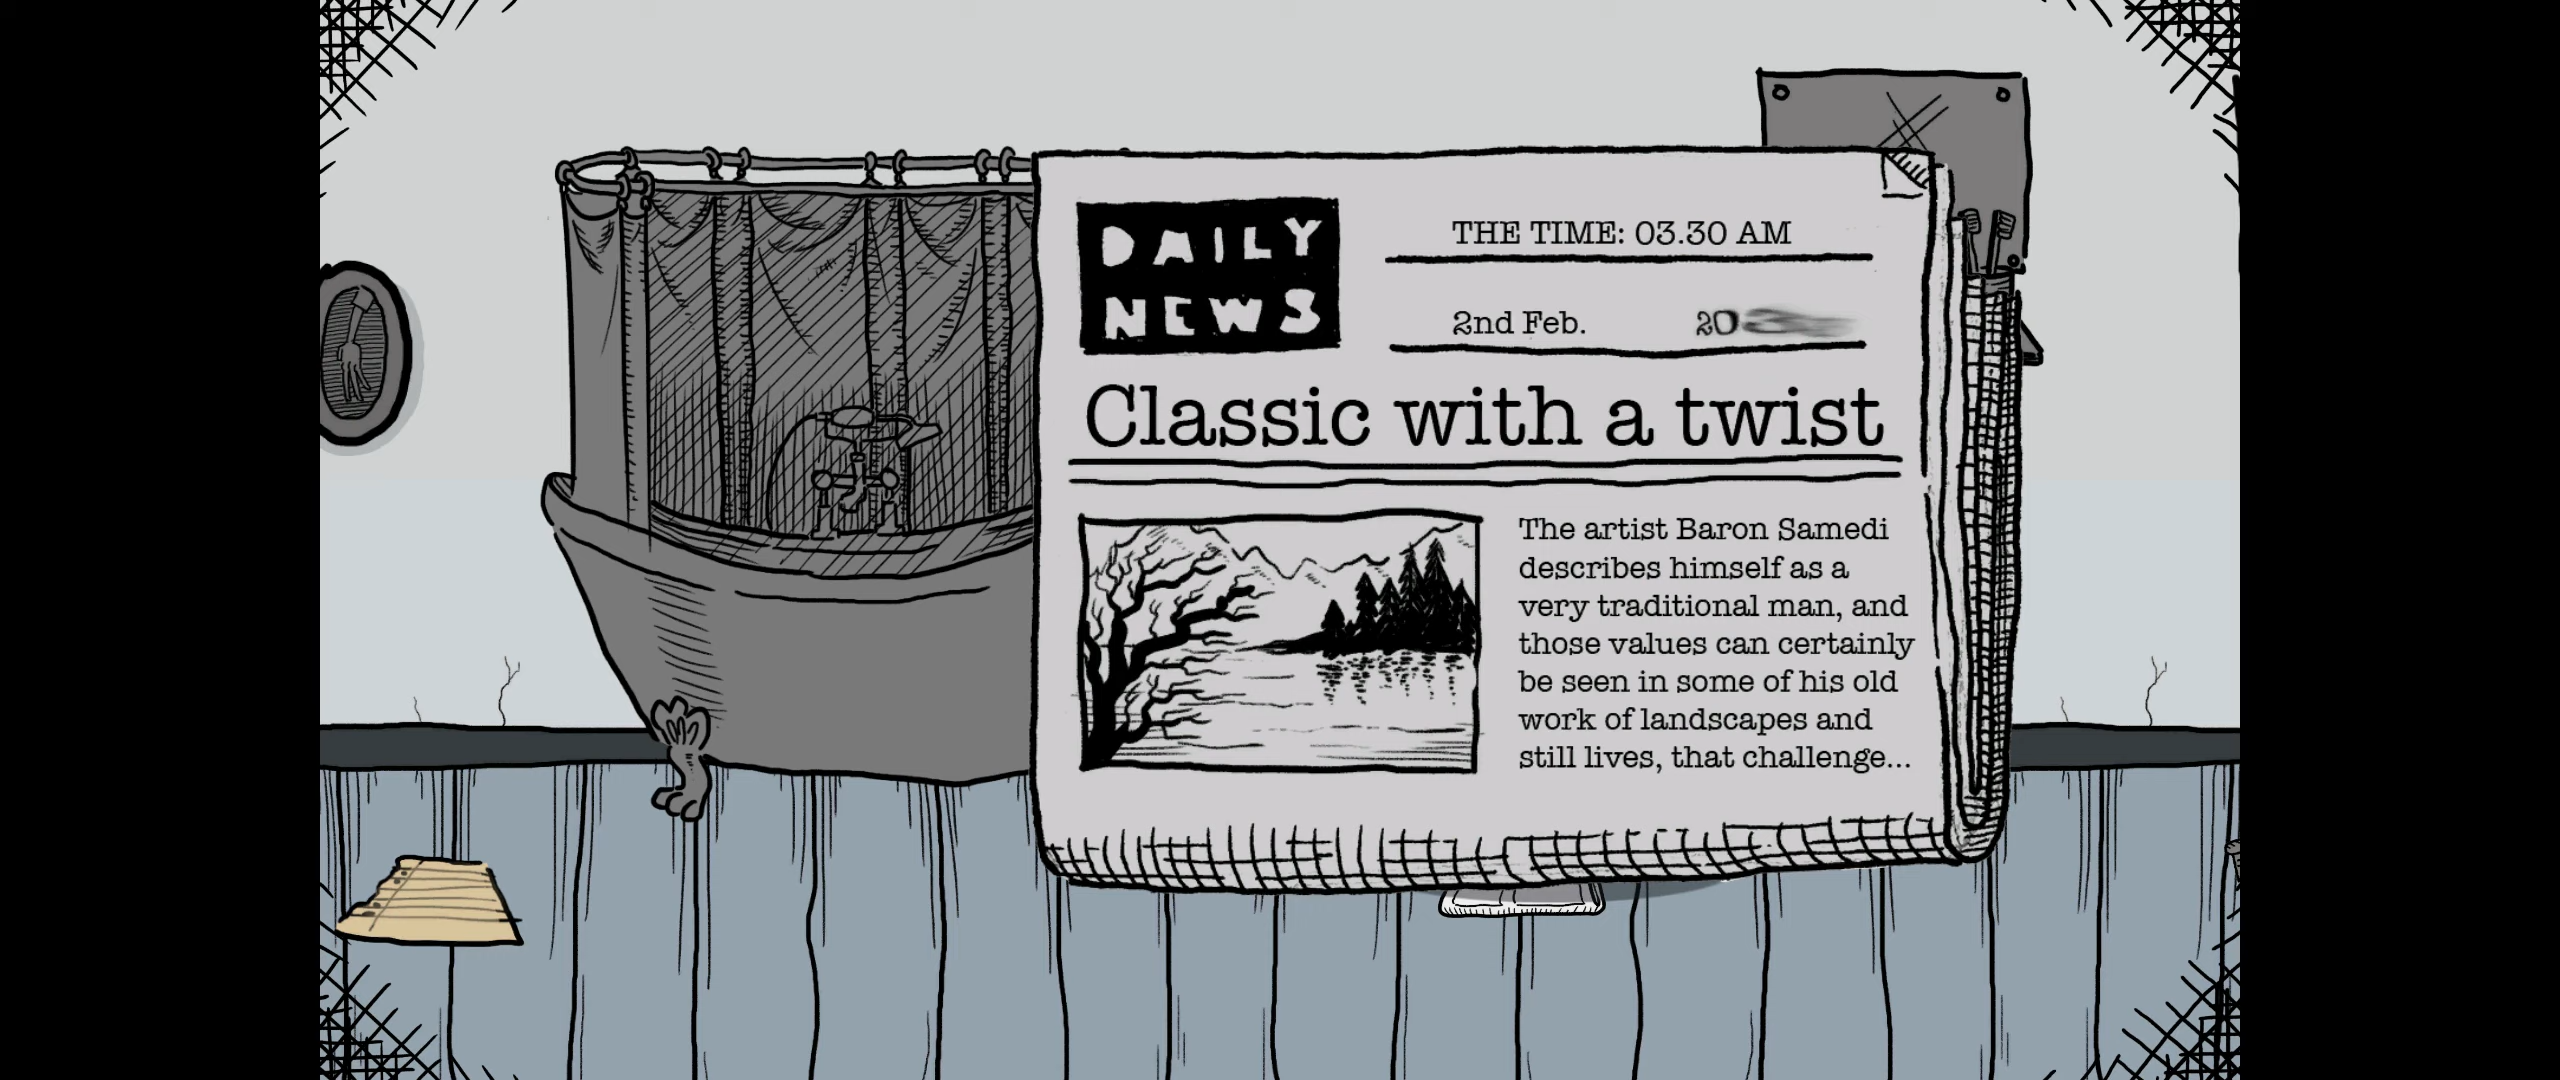 DAILY
NEWS
THE TIME: 03.30 AM
2nd Feb. 20
Classic with a twist
The artist Baron Samedi
describes himself as a
very traditional man, and
those values can certainly
be seen in some of his old
work of landscapes and
still lives, that challenge...